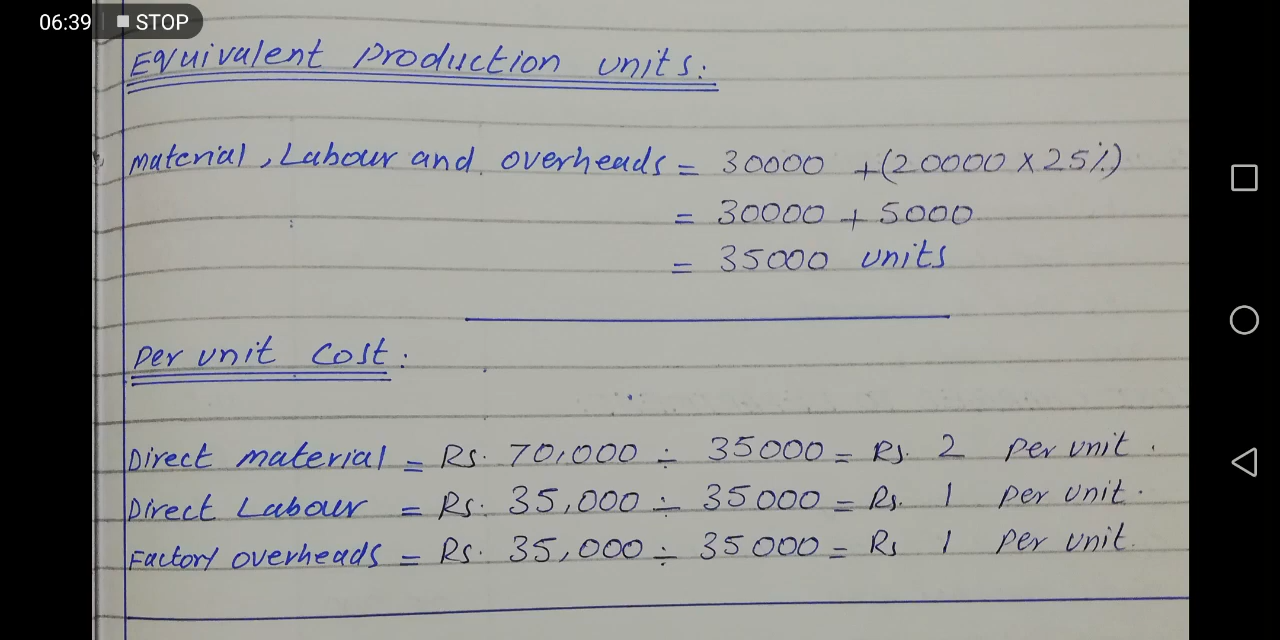 06:39 STOP
Equivalent Production units:
Material, Labour and overheads = 30000 + (20000 × 25%)
= 30000 + 5000
= 35000 units
Per unit Cost:
Direct material = Rs. 70,000 ÷ 35000 = Rs. 2 Per unit.
Direct Labour = Rs. 35,000 ÷ 35000 = Rs. 1 Per unit.
Factory overheads = Rs. 35,000 ÷ 35000 = Rs 1 Per unit.